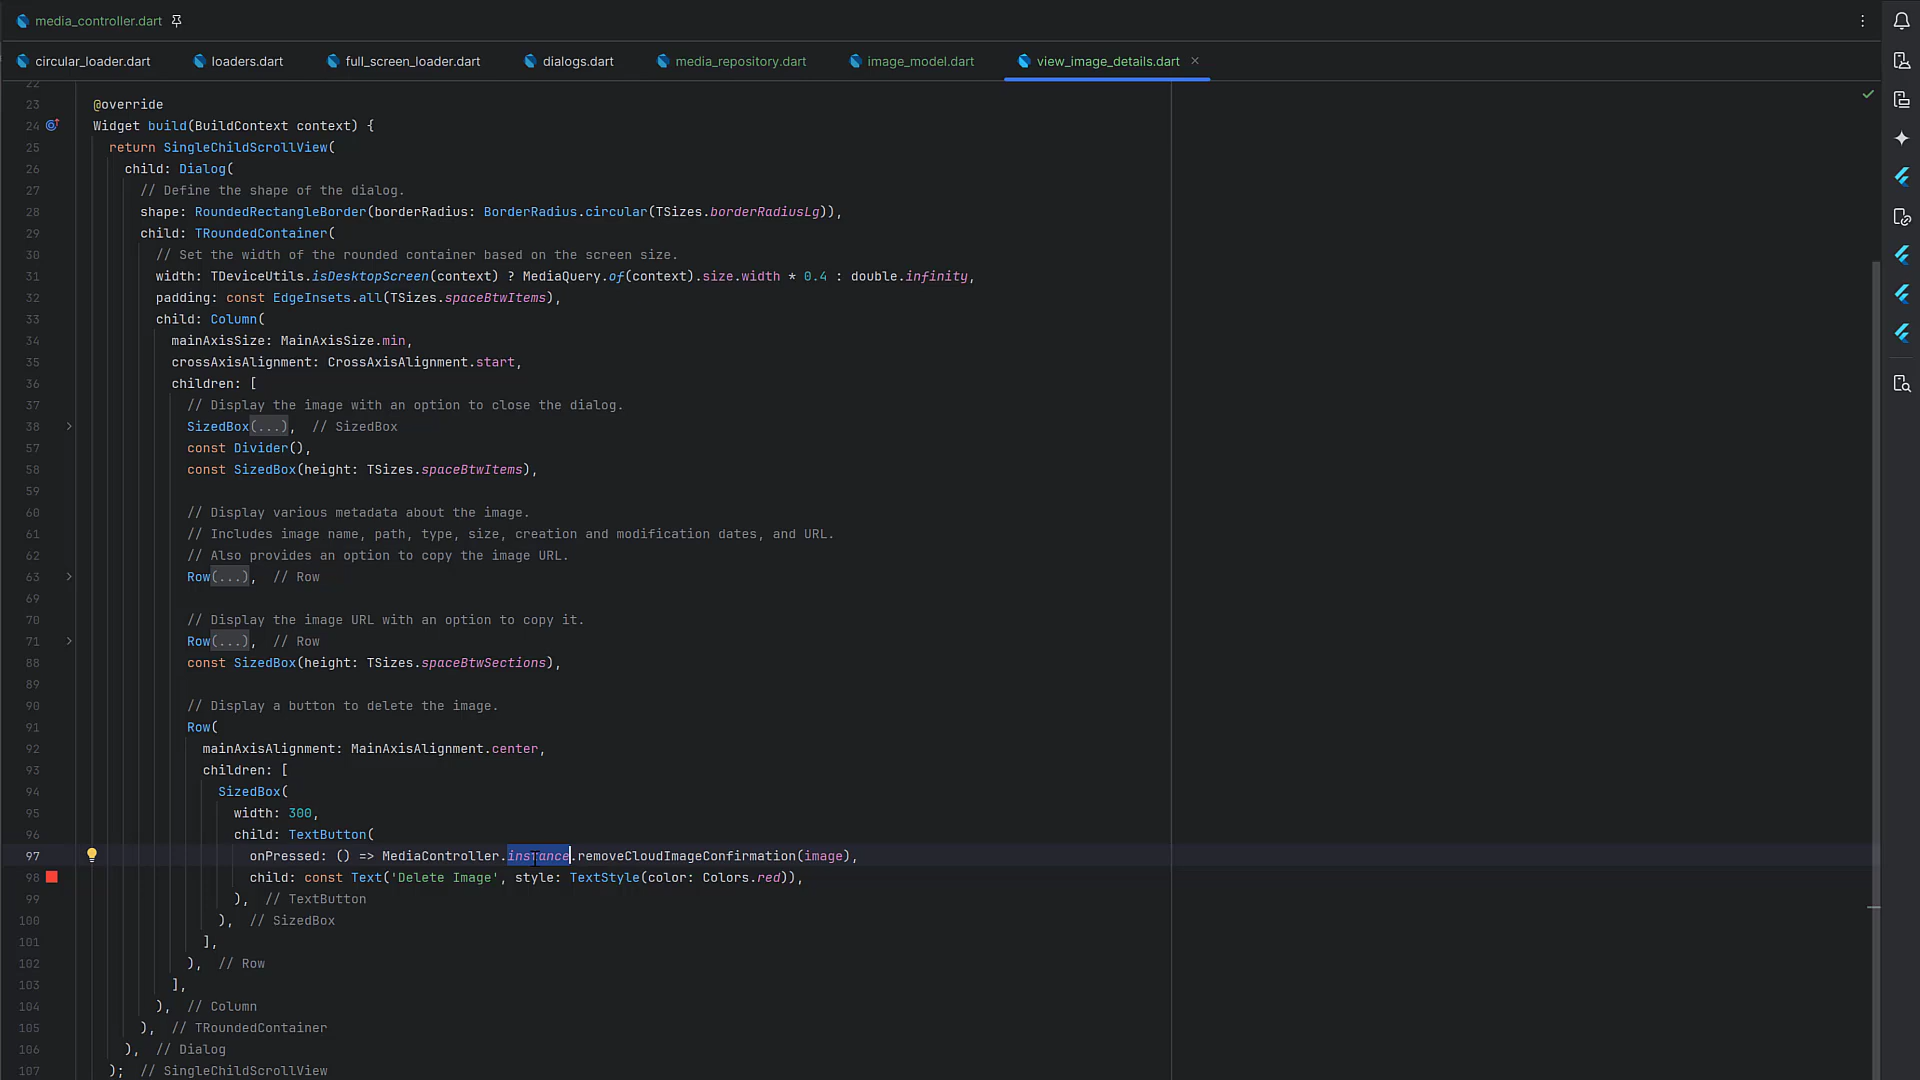 media_controller.dart
circular_loader.dart loaders.dart full_screen_loader.dart dialogs.dart media_repository.dart image_model.dart view_image_details.dart
22
23 @override
24 Widget build(BuildContext context) {
25 return SingleChildScrollView(
26 child: Dialog(
27 // Define the shape of the dialog.
28 shape: RoundedRectangleBorder(borderRadius: BorderRadius.circular(TSizes.borderRadiusLg)),
29 child: TRoundedContainer(
30 // Set the width of the rounded container based on the screen size.
31 width: TDeviceUtils.isDesktopScreen(context) ? MediaQuery.of(context).size.width * 0.4 : double.infinity,
32 padding: const EdgeInsets.all(TSizes.spaceBtwItems),
33 child: Column(
34 mainAxisSize: MainAxisSize.min,
35 crossAxisAlignment: CrossAxisAlignment.start,
36 children: [
37 // Display the image with an option to close the dialog.
38 SizedBox(...), // SizedBox
57 const Divider(),
58 const SizedBox(height: TSizes.spaceBtwItems),
59
60 // Display various metadata about the image.
61 // Includes image name, path, type, size, creation and modification dates, and URL.
62 // Also provides an option to copy the image URL.
63 Row(...), // Row
69
70 // Display the image URL with an option to copy it.
71 Row(...), // Row
88 const SizedBox(height: TSizes.spaceBtwSections),
89
90 // Display a button to delete the image.
91 Row(
92 mainAxisAlignment: MainAxisAlignment.center,
93 children: [
94 SizedBox(
95 width: 300,
96 child: TextButton(
97 onPressed: () => MediaController.instance.removeCloudImageConfirmation(image),
98 child: const Text('Delete Image', style: TextStyle(color: Colors.red)),
99 ), // TextButton
100 ), // SizedBox
101 ],
102 ), // Row
103 ],
104 ), // Column
105 ), // TRoundedContainer
106 ), // Dialog
107 ); // SingleChildScrollView